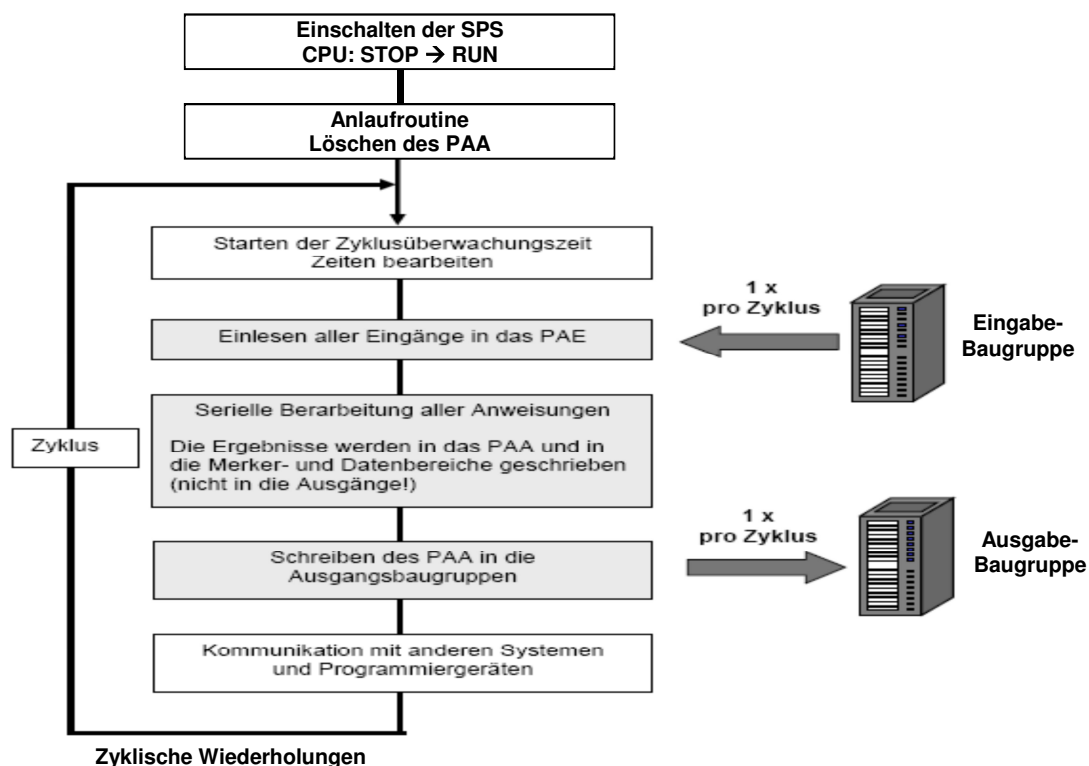 Einschalten der SPS
CPU: STOP → RUN
Anlaufroutine
Löschen des PAA
Starten der Zyklusüberwachungszeit
Zeiten bearbeiten
1 x
pro Zyklus
Eingabe-
Baugruppe
Einlesen aller Eingänge in das PAE
Serielle Berarbeitung aller Anweisungen
Die Ergebnisse werden in das PAA und in
die Merker- und Datenbereiche geschrieben
(nicht in die Ausgänge!)
Zyklus
1 x
pro Zyklus
Ausgabe-
Baugruppe
Schreiben des PAA in die
Ausgangsbaugruppen
Kommunikation mit anderen Systemen
und Programmiergeräten
Zyklische Wiederholungen